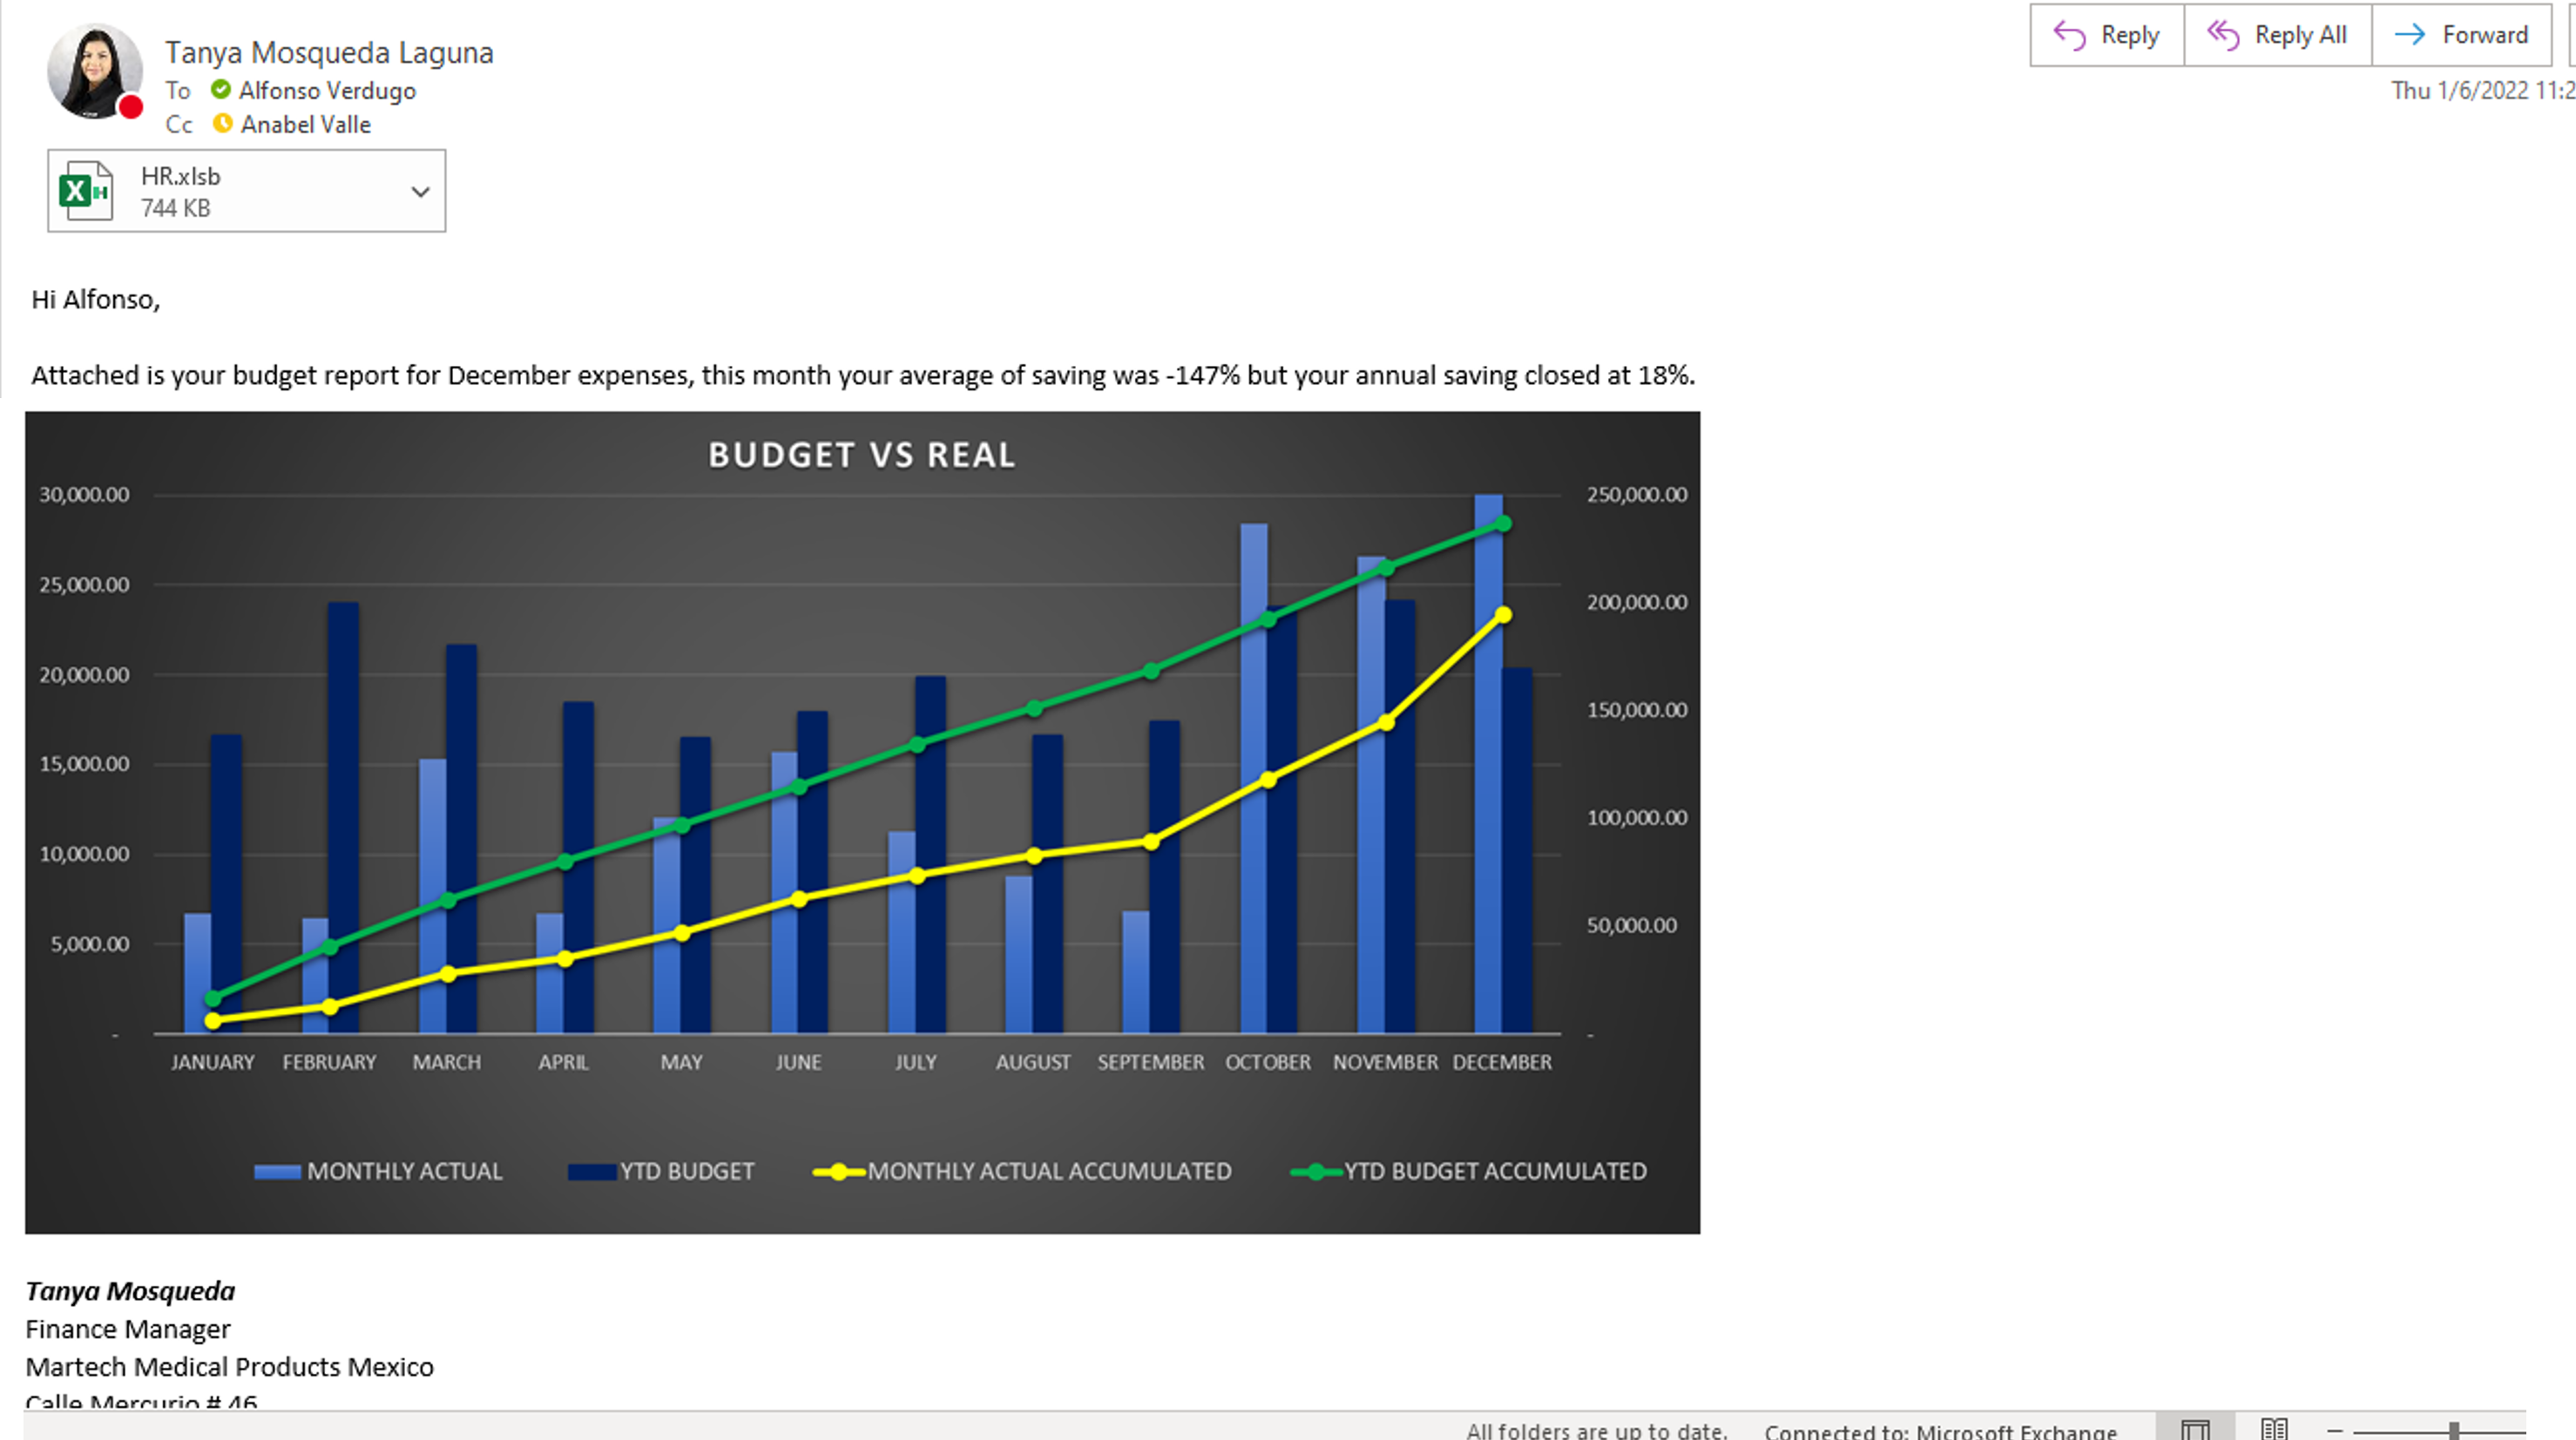 Tanya Mosqueda Laguna
To Alfonso Verdugo
Cc Anabel Valle
Reply
Reply All
Forward
Thu 1/6/2022 11:2
HR.xlsb
744 KB
Hi Alfonso,
Attached is your budget report for December expenses, this month your average of saving was -147% but your annual saving closed at 18%.
BUDGET VS REAL
30,000.00
25,000.00
20,000.00
15,000.00
10,000.00
5,000.00
-
250,000.00
200,000.00
150,000.00
100,000.00
50,000.00
-
JANUARY FEBRUARY MARCH APRIL MAY JUNE JULY AUGUST SEPTEMBER OCTOBER NOVEMBER DECEMBER
MONTHLY ACTUAL YTD BUDGET MONTHLY ACTUAL ACCUMULATED YTD BUDGET ACCUMULATED
Tanya Mosqueda
Finance Manager
Martech Medical Products Mexico
Calle Mercurio # 46
All folders are up to date. Connected to: Microsoft Exchange